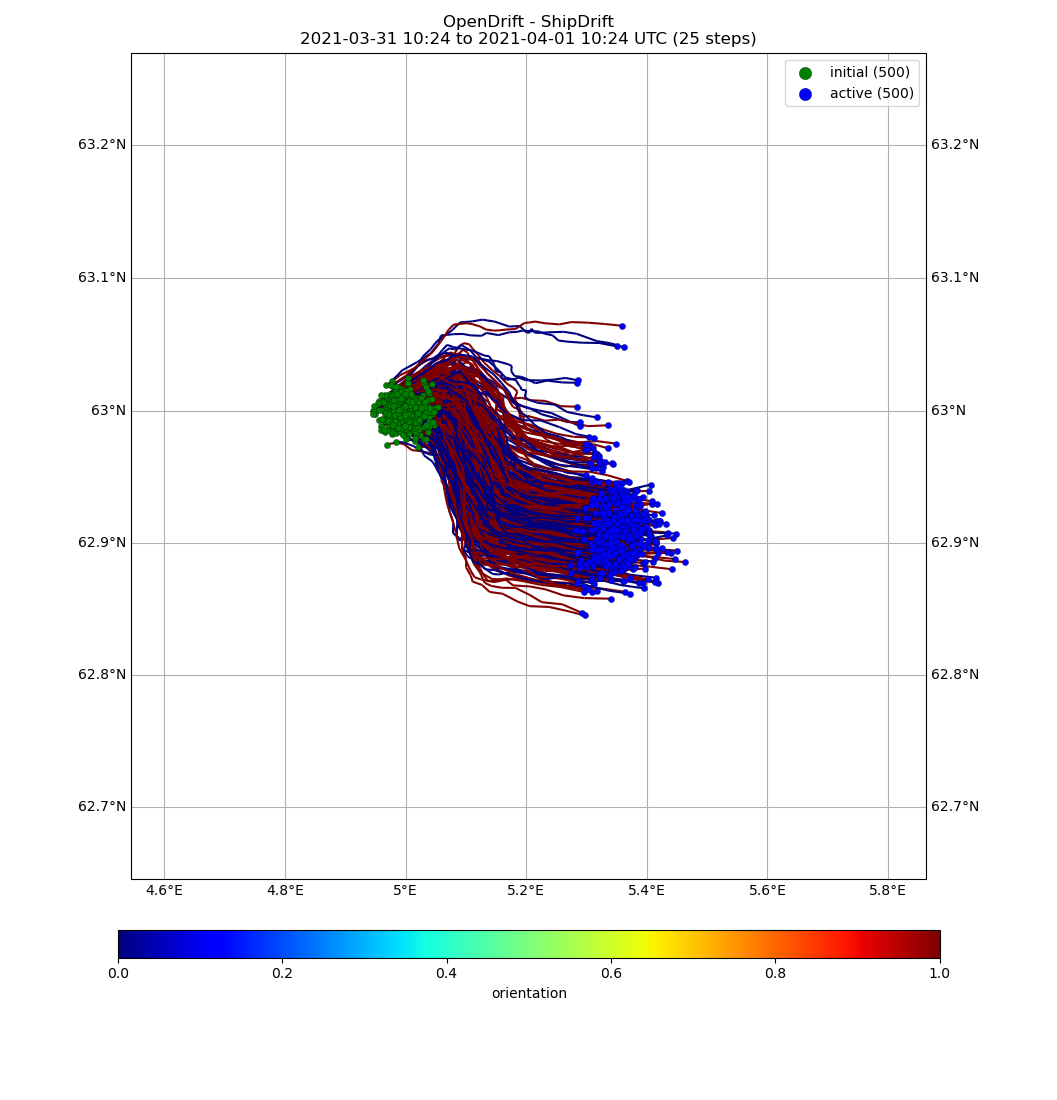 OpenDrift - ShipDrift
2021-03-31 10:24 to 2021-04-01 10:24 UTC (25 steps)
initial (500)
active (500)
63.2°N 63.2°N
63.1°N 63.1°N
63°N 63°N
62.9°N 62.9°N
62.8°N 62.8°N
62.7°N 62.7°N
4.6°E 4.8°E 5°E 5.2°E 5.4°E 5.6°E 5.8°E
0.0 0.2 0.4 0.6 0.8 1.0
orientation